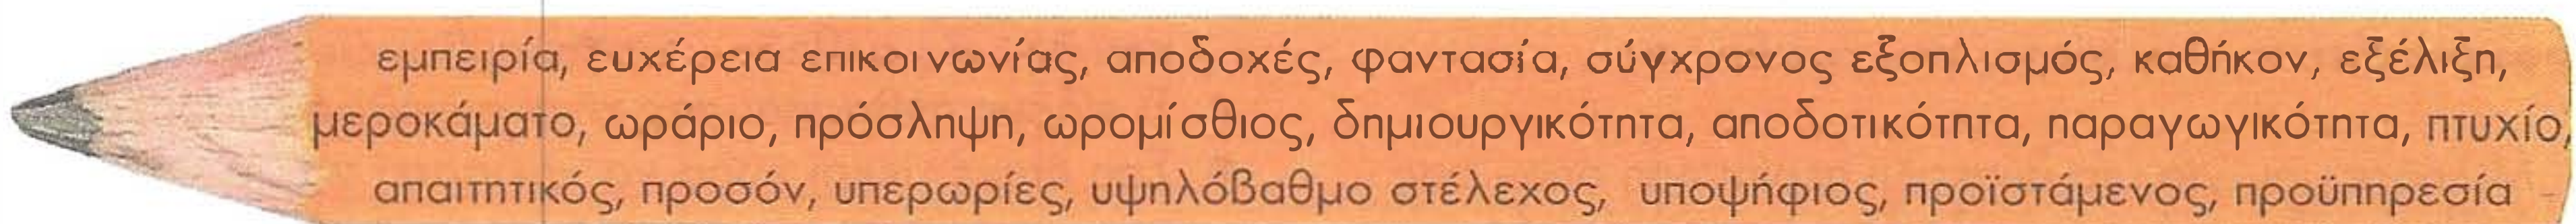 εμπειρία, ευχέρεια επικοινωνίας, αποδοχές, φαντασία, σύγχρονος εξοπλισμός, καθήκον, εξέλιξη,
μεροκάματο, ωράριο, πρόσληψη, ωρομίσθιος, δημιουργικότητα, αποδοτικότητα, παραγωγικότητα, πτυχίο,
απαιτητικός, προσόν, υπερωρίες, υψηλόβαθμο στέλεχος, υποψήφιος, προϊστάμενος, προϋπηρεσία